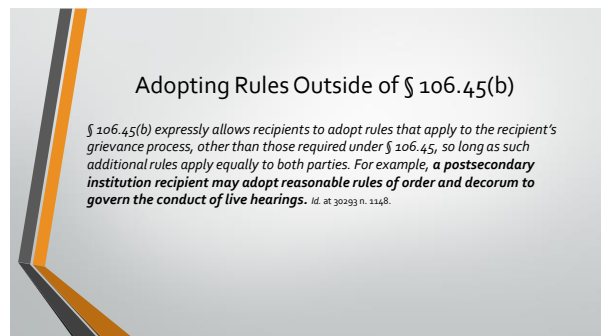 Adopting Rules Outside of § 106.45(b)
§ 106.45(b) expressly allows recipients to adopt rules that apply to the recipient's
grievance process, other than those required under § 106.45, so long as such
additional rules apply equally to both parties. For example, a postsecondary
institution recipient may adopt reasonable rules of order and decorum to
govern the conduct of live hearings. Id. at 30293 n. 1148.